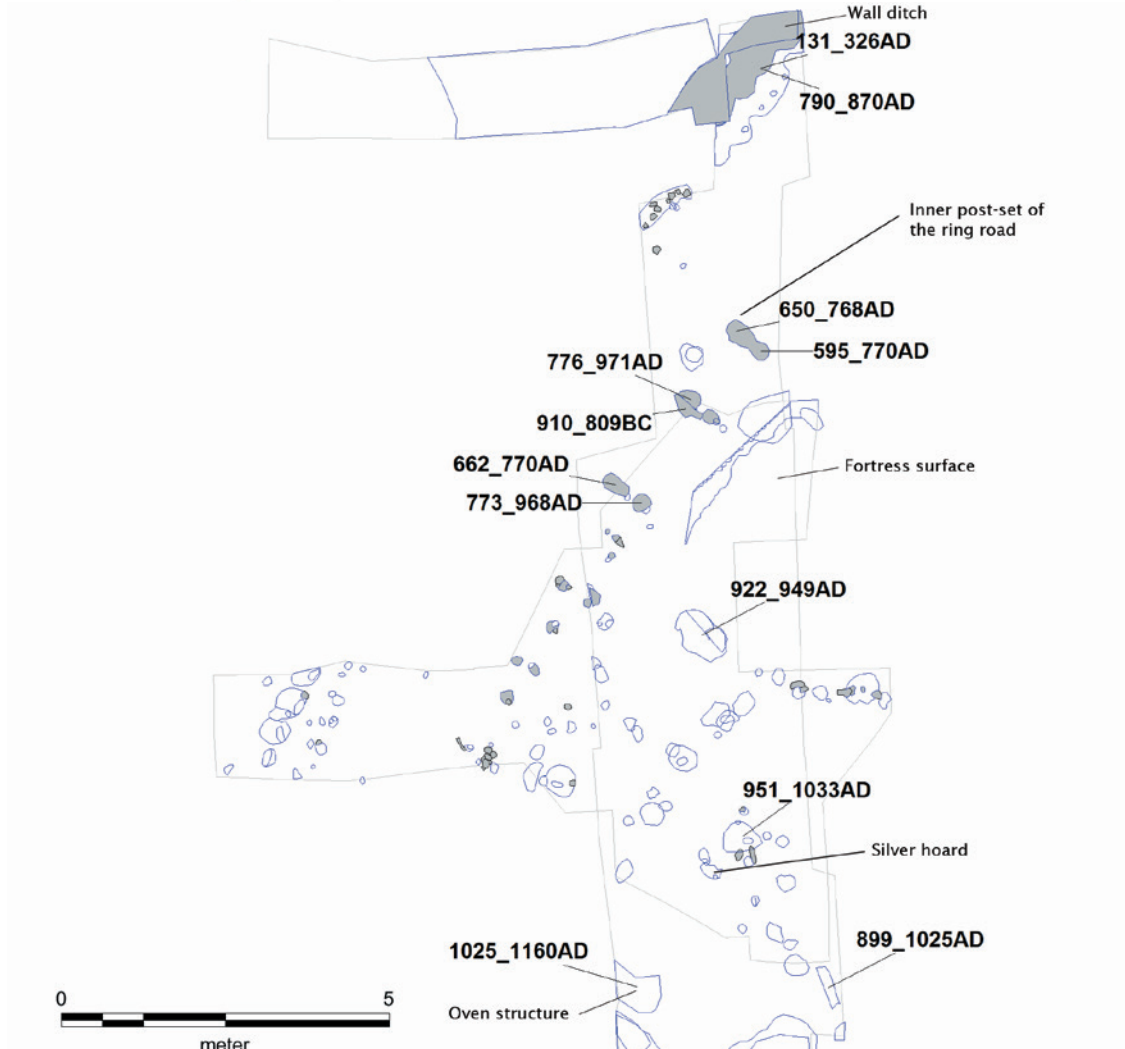 Wall ditch
131_326AD
790_870AD
Inner post-set of
the ring road
650_768AD
595_770AD
776_971AD
910_809BC
662_770AD
Fortress surface
773_968AD
922_949AD
951_1033AD
Silver hoard
899_1025AD
1025_1160AD
Oven structure
0 5
meter